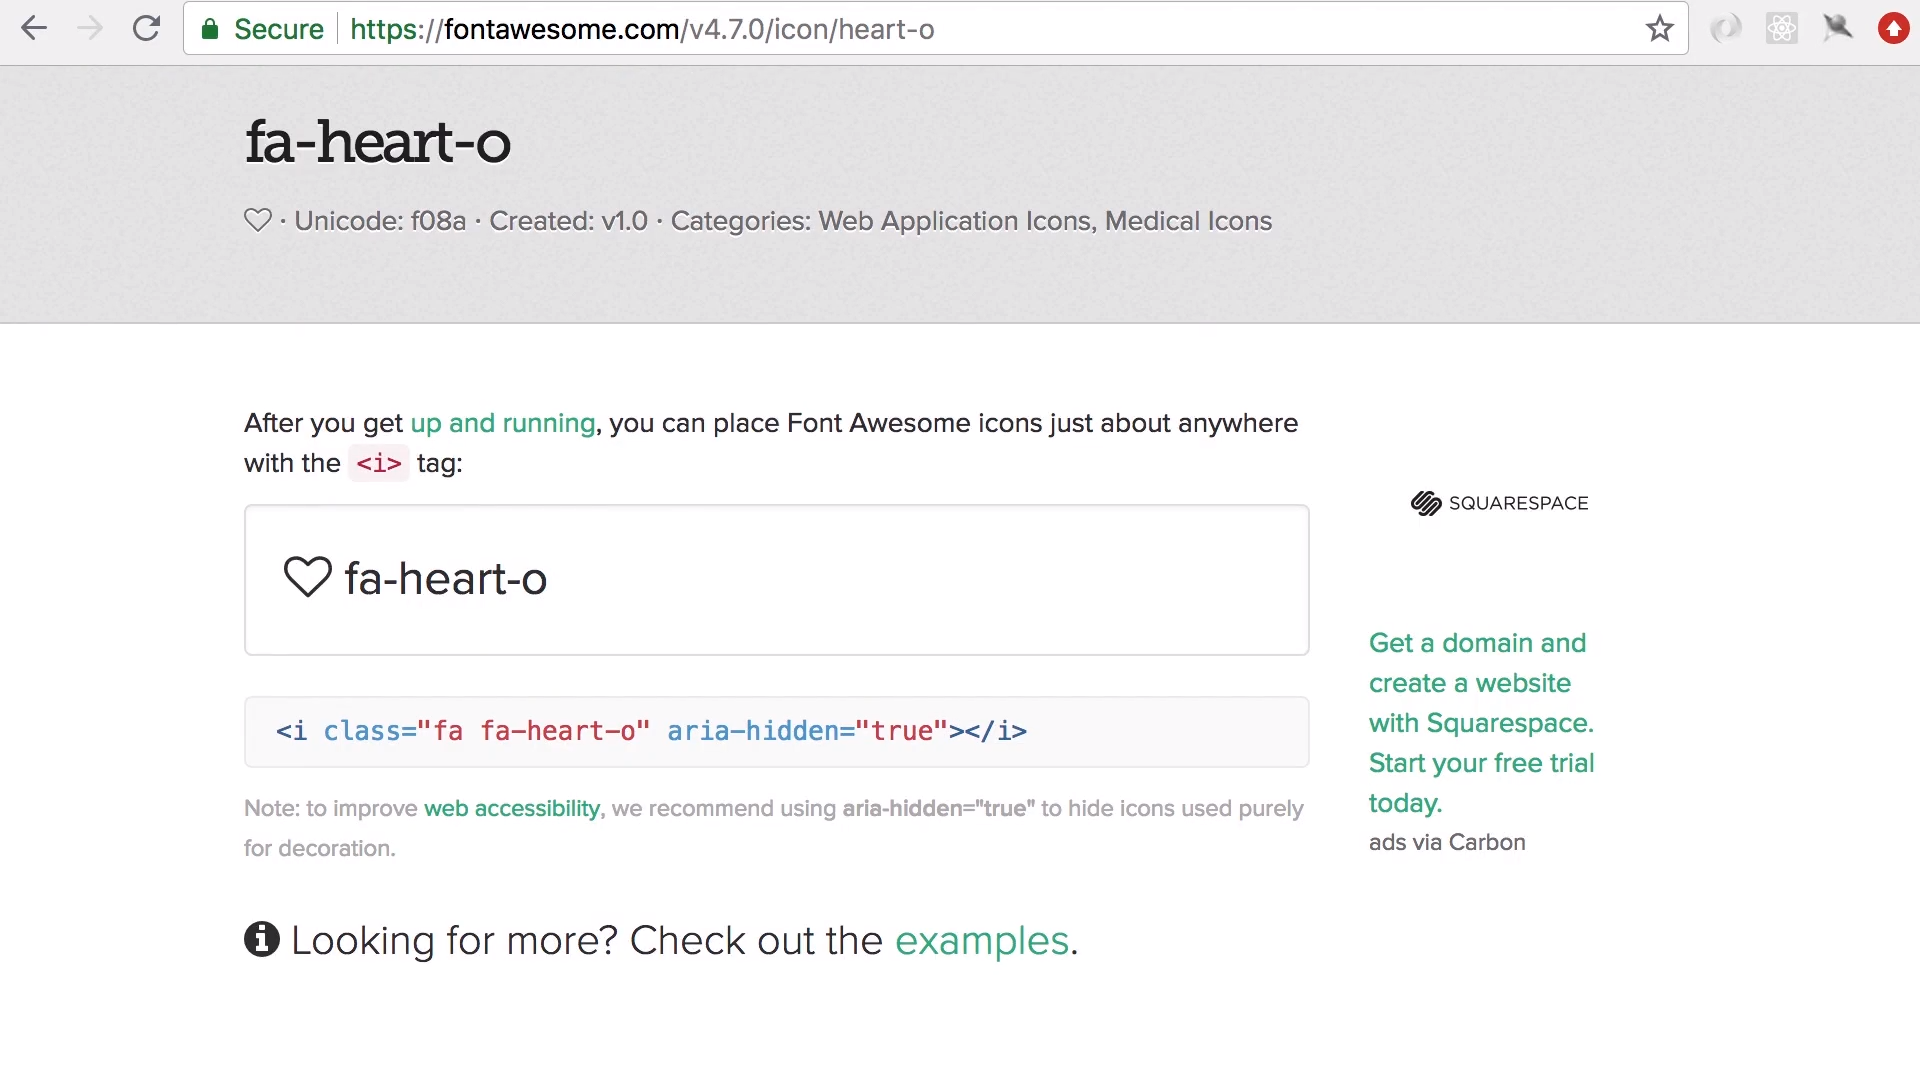 Secure https://fontawesome.com/v4.7.0/icon/heart-o
fa-heart-o
· Unicode: f08a · Created: v1.0 · Categories: Web Application Icons, Medical Icons
After you get up and running, you can place Font Awesome icons just about anywhere
with the <i> tag:
fa-heart-o
<i class="fa fa-heart-o" aria-hidden="true"></i>
Note: to improve web accessibility, we recommend using aria-hidden="true" to hide icons used purely
for decoration.
Looking for more? Check out the examples.
SQUARESPACE
Get a domain and
create a website
with Squarespace.
Start your free trial
today.
ads via Carbon